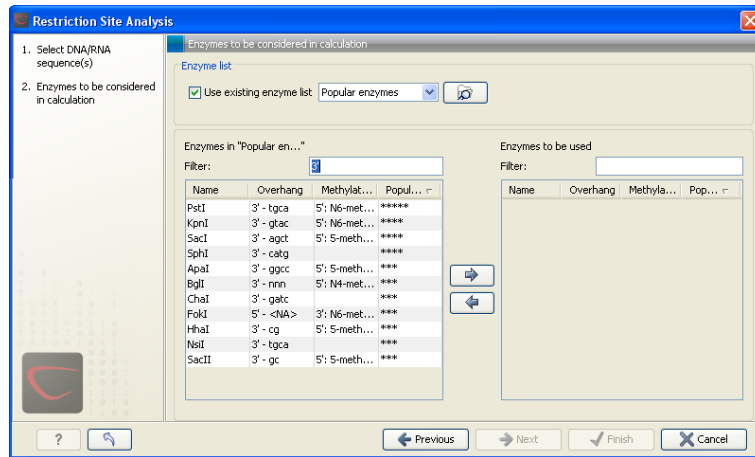 Restriction Site Analysis
1. Select DNA/RNA
sequence(s)
2. Enzymes to be considered
in calculation
Enzymes to be considered in calculation
Enzyme list
Use existing enzyme list Popular enzymes
Enzymes in "Popular en..."
Filter: 3'
Name Overhang Methylat... Popul...
PstI 3' - tgca 5': N6-met... *****
KpnI 3' - gtac 5': N6-met... ****
SacI 3' - agct 5': 5-meth... ****
SphI 3' - catg ****
ApaI 3' - ggcc 5': 5-meth... ***
BglI 3' - nnn 5': N4-met... ***
ChaI 3' - gatc ***
FokI 5' - <NA> 3': N6-met... ***
HhaI 3' - cg 5': 5-meth... ***
NsiI 3' - tgca ***
SacII 3' - gc 5': 5-meth... ***
Enzymes to be used
Filter:
Name Overhang Methyla... Pop...
? Previous Next Finish Cancel